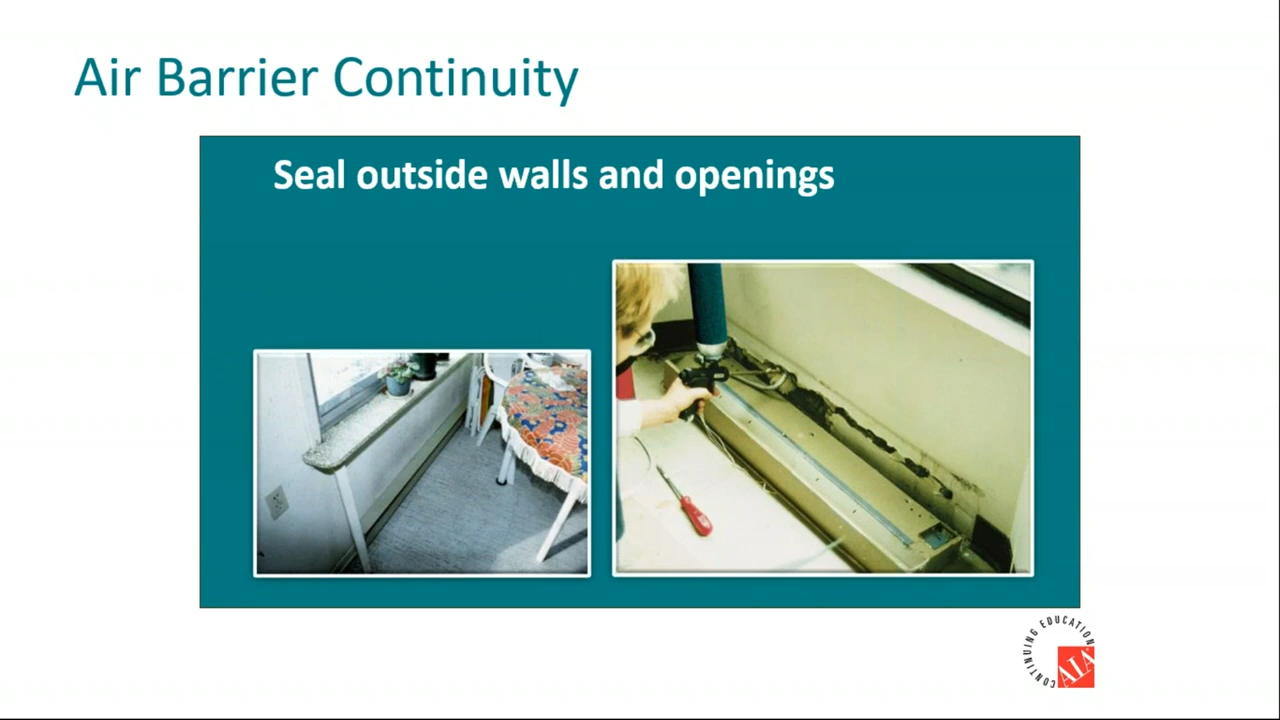 Air Barrier Continuity
Seal outside walls and openings
CONTINUING EDUCATION
AIA